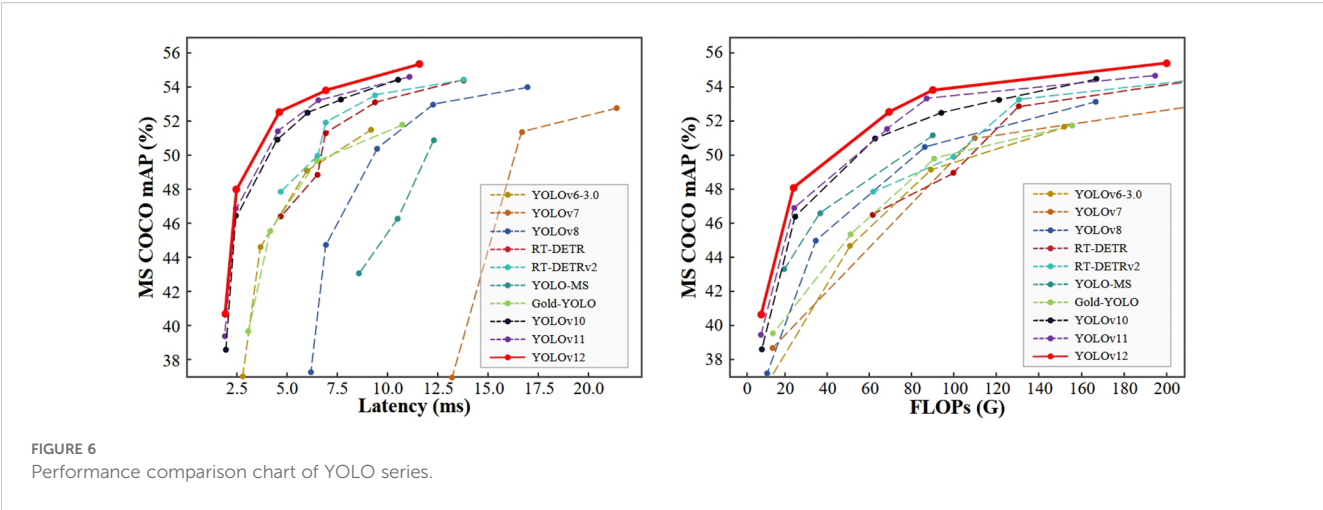 MS COCO mAP (%)
56
54
52
50
48
46
44
42
40
38
2.5 5.0 7.5 10.0 12.5 15.0 17.5 20.0
Latency (ms)
YOLOv6-3.0
YOLOv7
YOLOv8
RT-DETR
RT-DETRv2
YOLO-MS
Gold-YOLO
YOLOv10
YOLOv11
YOLOv12
MS COCO mAP (%)
56
54
52
50
48
46
44
42
40
38
0 20 40 60 80 100 120 140 160 180 200
FLOPs (G)
YOLOv6-3.0
YOLOv7
YOLOv8
RT-DETR
RT-DETRv2
YOLO-MS
Gold-YOLO
YOLOv10
YOLOv11
YOLOv12
FIGURE 6
Performance comparison chart of YOLO series.